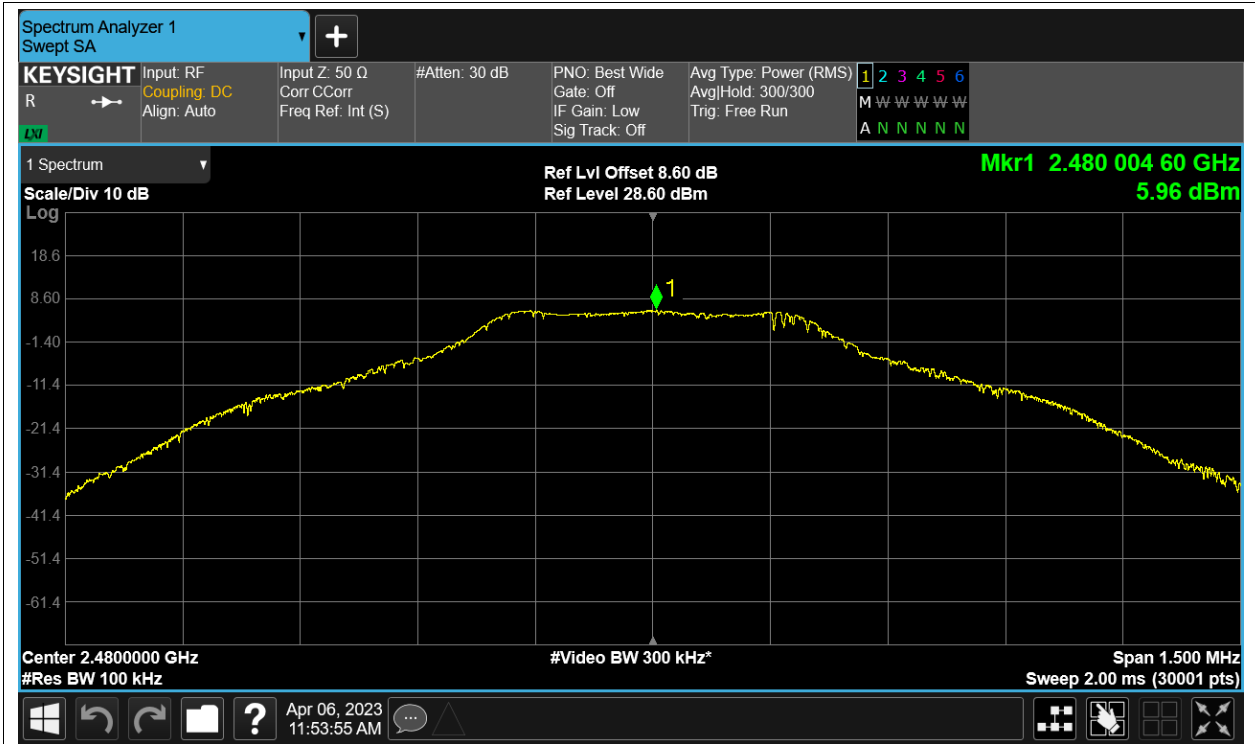 Spectrum Analyzer 1
Swept SA
KEYSIGHT
R
LXI
Input: RF
Coupling: DC
Align: Auto
Input Z: 50 Ω
Corr CCorr
Freq Ref: Int (S)
#Atten: 30 dB
PNO: Best Wide
Gate: Off
IF Gain: Low
Sig Track: Off
Avg Type: Power (RMS)
Avg|Hold: 300/300
Trig: Free Run
1 2 3 4 5 6
M W W W W W
A N N N N N
1 Spectrum
Scale/Div 10 dB
Log
Ref Lvl Offset 8.60 dB
Ref Level 28.60 dBm
Mkr1 2.480 004 60 GHz
5.96 dBm
18.6
8.60
1
-1.40
-11.4
-21.4
-31.4
-41.4
-51.4
-61.4
Center 2.4800000 GHz
#Res BW 100 kHz
#Video BW 300 kHz*
Span 1.500 MHz
Sweep 2.00 ms (30001 pts)
?
Apr 06, 2023
11:53:55 AM